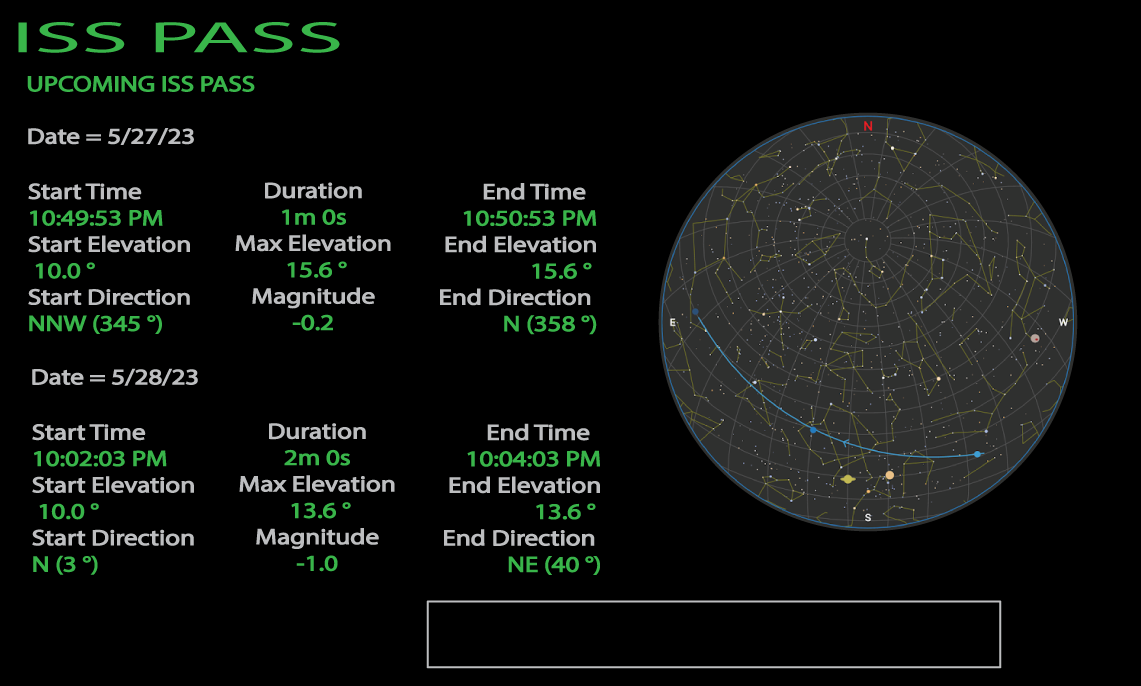 ISS PASS
UPCOMING ISS PASS
Date = 5/27/23
Start Time Duration End Time
10:49:53 PM 1m 0s 10:50:53 PM
Start Elevation Max Elevation End Elevation
10.0 º 15.6 º 15.6 º
Start Direction Magnitude End Direction
NNW (345 º) -0.2 N (358 º)
Date = 5/28/23
Start Time Duration End Time
10:02:03 PM 2m 0s 10:04:03 PM
Start Elevation Max Elevation End Elevation
10.0 º 13.6 º 13.6 º
Start Direction Magnitude End Direction
N (3 º) -1.0 NE (40 º)
N
E W
S